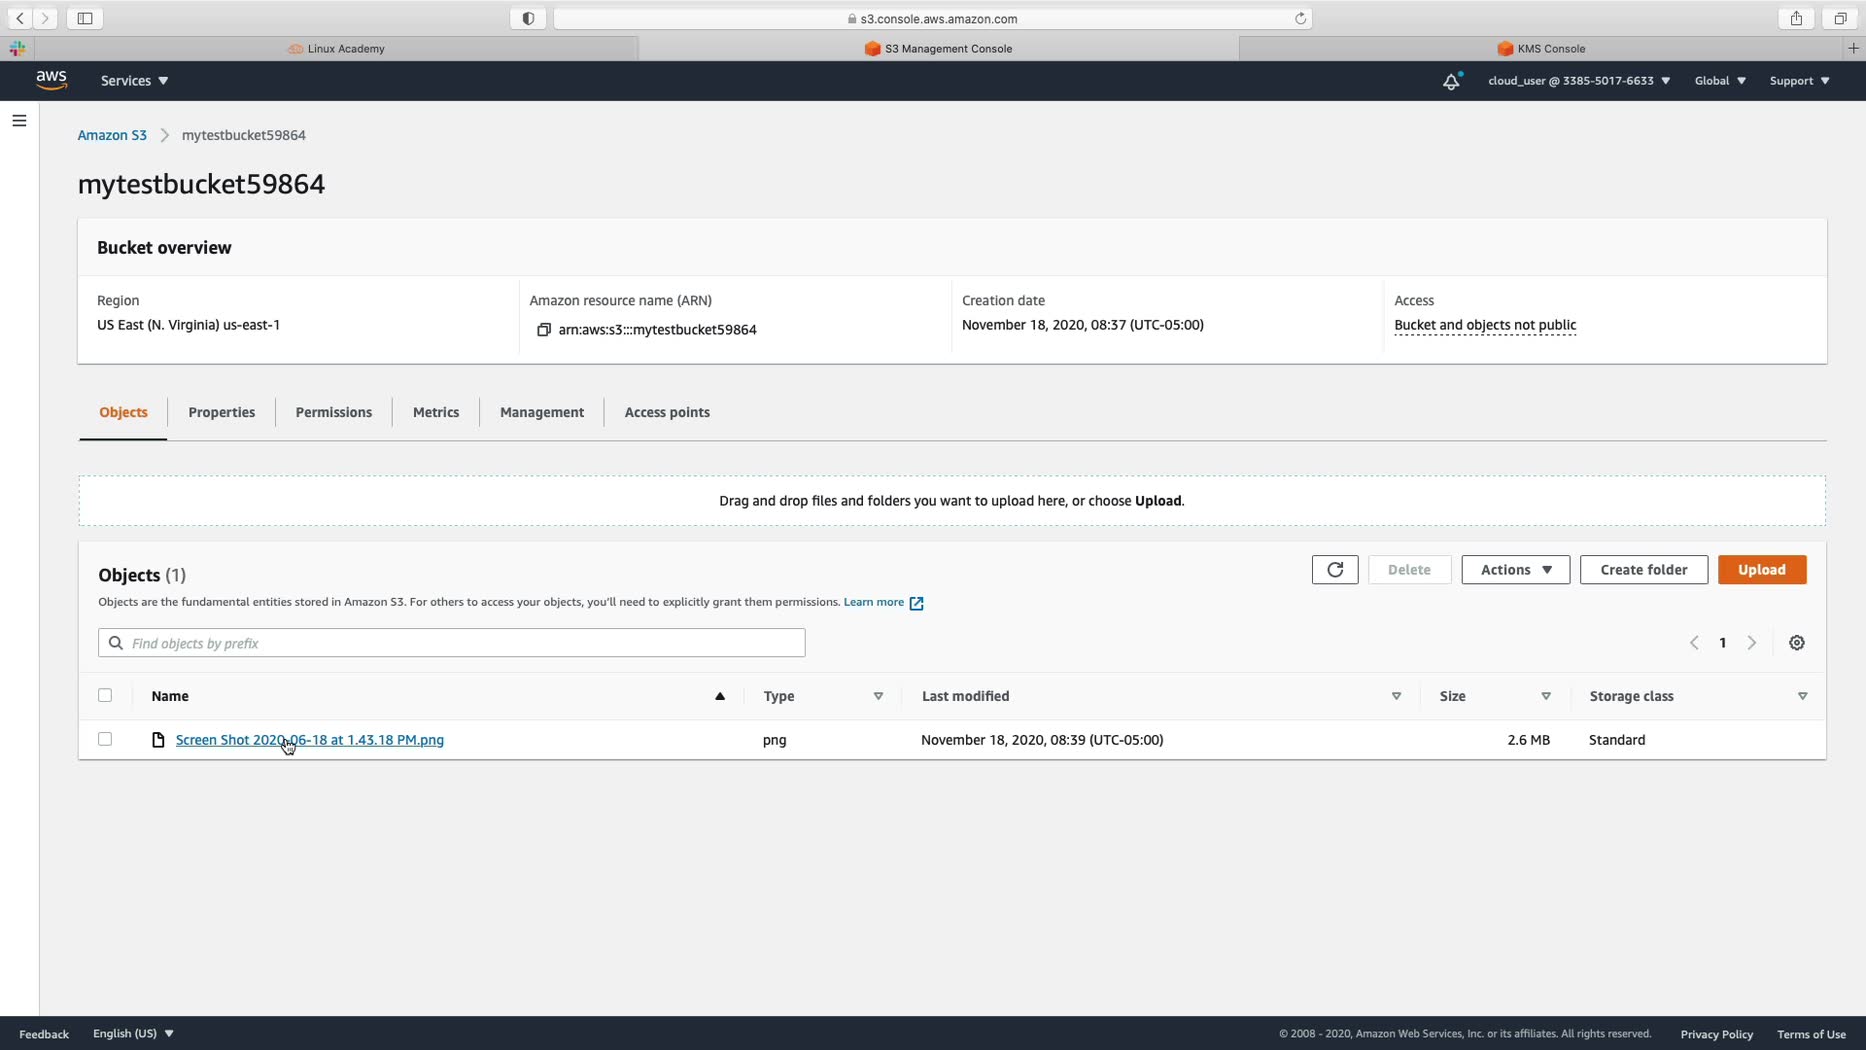 s3.console.aws.amazon.com
Linux Academy
S3 Management Console
KMS Console
aws
Services
cloud_user @ 3385-5017-6633
Global
Support
Amazon S3
mytestbucket59864
mytestbucket59864
Bucket overview
Region
Amazon resource name (ARN)
Creation date
Access
US East (N. Virginia) us-east-1
arn:aws:s3:::mytestbucket59864
November 18, 2020, 08:37 (UTC-05:00)
Bucket and objects not public
Objects
Properties
Permissions
Metrics
Management
Access points
Drag and drop files and folders you want to upload here, or choose Upload.
Objects (1)
Delete
Actions
Create folder
Upload
Objects are the fundamental entities stored in Amazon S3. For others to access your objects, you'll need to explicitly grant them permissions. Learn more
Find objects by prefix
1
Name
Type
Last modified
Size
Storage class
Screen Shot 2020-06-18 at 1.43.18 PM.png
png
November 18, 2020, 08:39 (UTC-05:00)
2.6 MB
Standard
Feedback
English (US)
© 2008 - 2020, Amazon Web Services, Inc. or its affiliates. All rights reserved.
Privacy Policy
Terms of Use